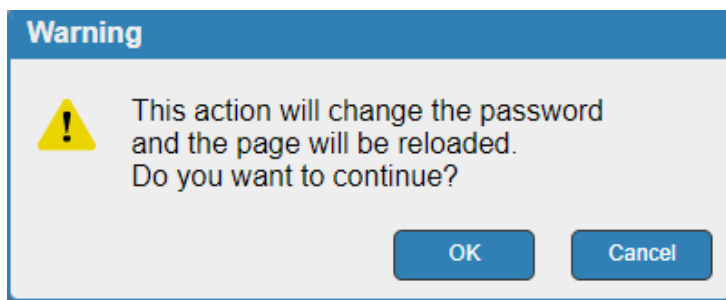 Warning
This action will change the password
and the page will be reloaded.
Do you want to continue?
OK
Cancel